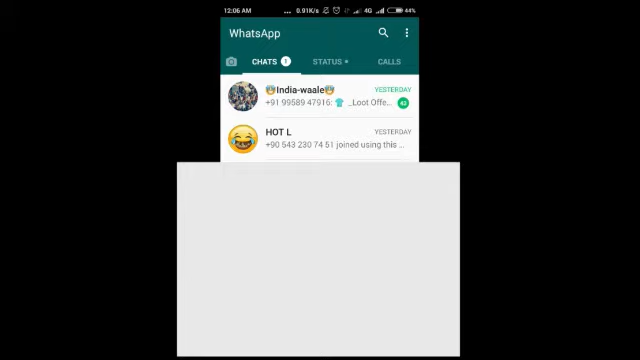 12:06 AM ... 0.91K/s 4G 44%
WhatsApp
CHATS 1 STATUS CALLS
🤠India-waale🤠 YESTERDAY
+91 99589 47916: 👕 _Loot Offe... 43
HOT L YESTERDAY
+90 543 230 74 51 joined using this ...